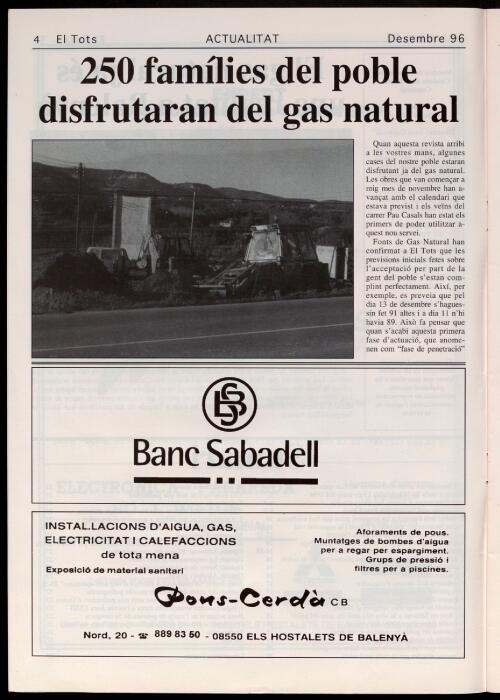 4 El Tots
ACTUALITAT
Desembre 96
250 famílies del poble
disfrutaran del gas natural
Quan aquesta revista arribi
a les vostres mans, algunes
cases del nostre poble estaran
disfrutant ja del gas natural.
Les obres que van començar a
mig mes de novembre han a-
vançat amb el calendari que
estava previst i els veïns del
carrer Pau Casals han estat els
primers de poder utilitzar a-
quest nou servei.
Fonts de Gas Natural han
confirmat a El Tots que les
previsions inicials fetes sobre
l'acceptació per part de la
gent del poble s'estan com-
plint perfectament. Així, per
exemple, es preveia que pel
dia 13 de desembre s'hagues-
sin fet 91 altes i a dia 11 n'hi
havia 89. Això fa pensar que
quan s'acabi aquesta primera
fase d'actuació, que anome-
nen com "fase de penetració"
Banc Sabadell
INSTAL.LACIONS D'AIGUA, GAS,
ELECTRICITAT I CALEFACCIONS
de tota mena
Exposició de material sanitari
Aforaments de pous.
Muntatges de bombes d'aigua
per a regar per espargiment.
Grups de pressió i
filtres per a piscines.
Pons-Cerdà C B
Nord, 20 - ☎ 889 83 50 - 08550 ELS HOSTALETS DE BALENYÀ